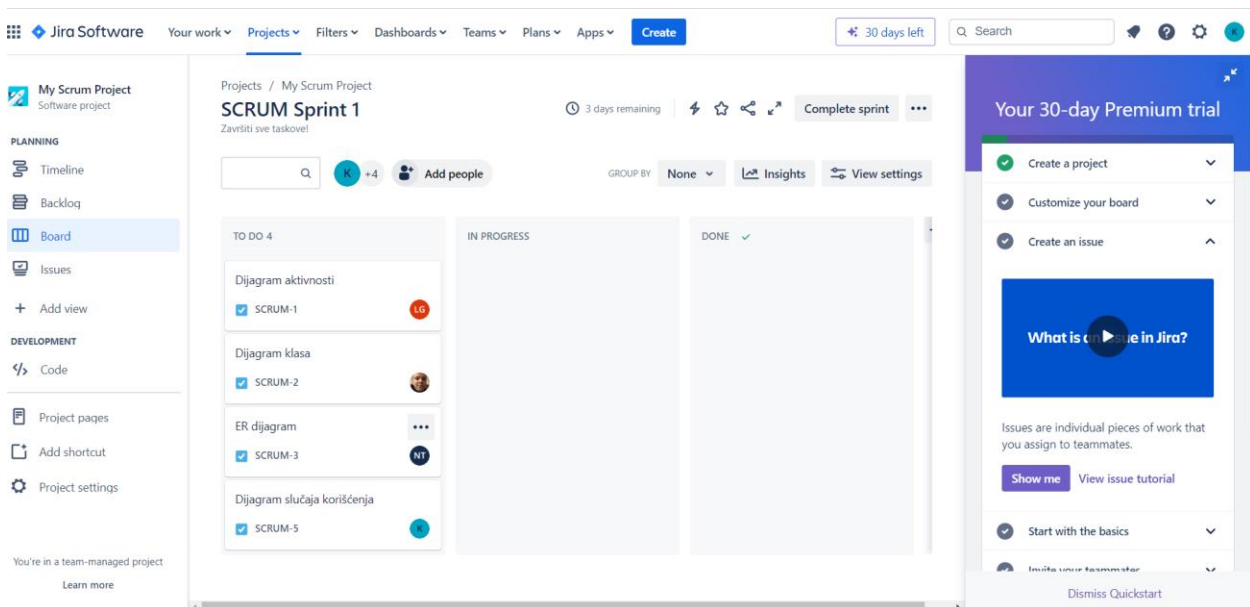 Jira Software
Your work
Projects
Filters
Dashboards
Teams
Plans
Apps
Create
30 days left
Search
K
My Scrum Project
Software project
PLANNING
Timeline
Backlog
Board
Issues
Add view
DEVELOPMENT
Code
Project pages
Add shortcut
Project settings
You're in a team-managed project
Learn more
Projects / My Scrum Project
SCRUM Sprint 1
Završiti sve taskove!
3 days remaining
Complete sprint
K
+4
Add people
GROUP BY
None
Insights
View settings
TO DO 4
Dijagram aktivnosti
SCRUM-1
LG
Dijagram klasa
SCRUM-2
ER dijagram
SCRUM-3
NT
Dijagram slučaja korišćenja
SCRUM-5
K
IN PROGRESS
DONE
Your 30-day Premium trial
Create a project
Customize your board
Create an issue
What is an issue in Jira?
Issues are individual pieces of work that
you assign to teammates.
Show me
View issue tutorial
Start with the basics
Invite your teammates
Dismiss Quickstart